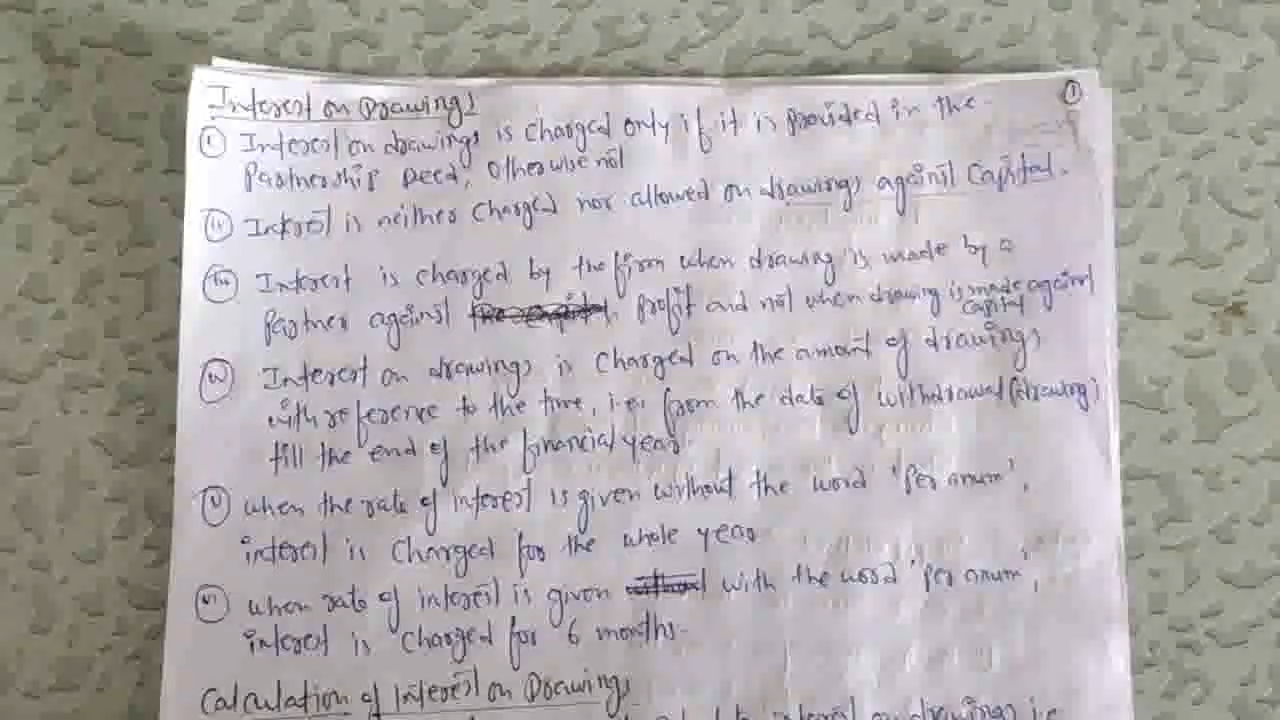 Interest on Drawings
①
(i) Interest on drawings is charged only if it is provided in the
Partnership Deed, otherwise not
(ii) Interest is neither charged nor allowed on drawings against Capital.
(iii) Interest is charged by the firm when drawing is made by a
Partner against Profit and not when drawing is made against
capital
(iv) Interest on drawings is charged on the amount of drawings
with reference to the time, i.e. from the date of withdrawal (drawing)
till the end of the financial year.
(v) when the rate of interest is given without the word 'Per anum',
interest is charged for the whole year
(vi) when rate of interest is given with the word 'Per anum',
interest is charged for 6 months.
Calculation of Interest on Drawings
interest on drawings is